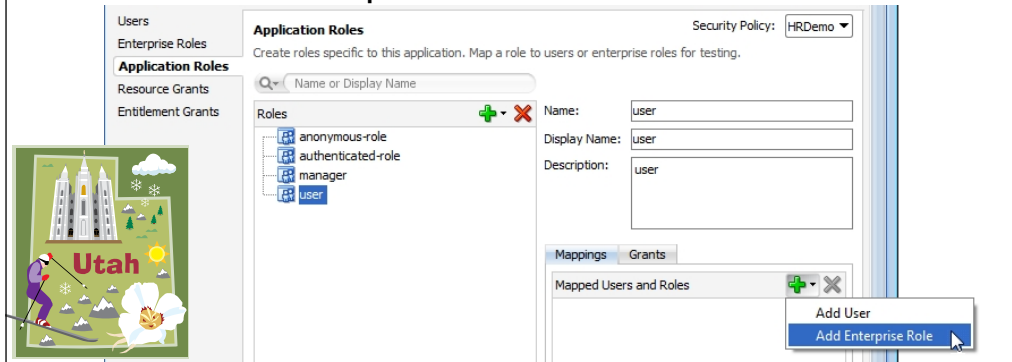 Users
Enterprise Roles
Application Roles
Resource Grants
Entitlement Grants
Application Roles
Security Policy: HRDemo
Create roles specific to this application. Map a role to users or enterprise roles for testing.
Name or Display Name
Roles
anonymous-role
authenticated-role
manager
user
Name: user
Display Name: user
Description: user
Mappings Grants
Mapped Users and Roles
Add User
Add Enterprise Role
Utah